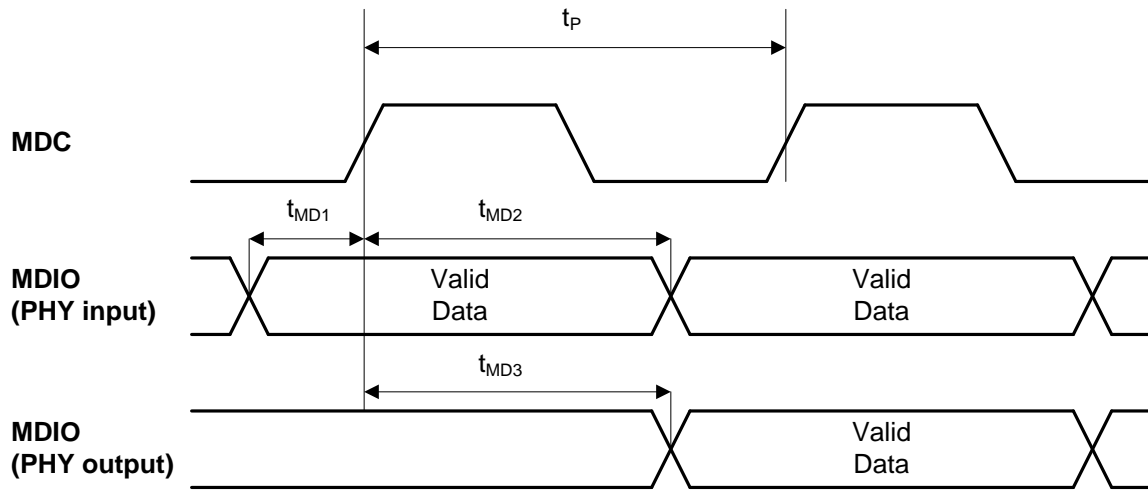 tP
MDC
tMD1
tMD2
MDIO
(PHY input)
Valid
Data
Valid
Data
tMD3
MDIO
(PHY output)
Valid
Data